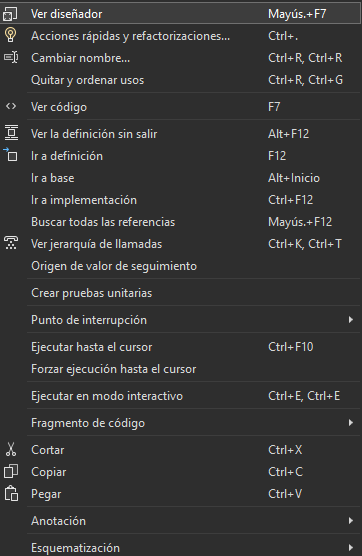 Ver diseñador Mayús.+F7
Acciones rápidas y refactorizaciones... Ctrl+.
Cambiar nombre... Ctrl+R, Ctrl+R
Quitar y ordenar usos Ctrl+R, Ctrl+G
Ver código F7
Ver la definición sin salir Alt+F12
Ir a definición F12
Ir a base Alt+Inicio
Ir a implementación Ctrl+F12
Buscar todas las referencias Mayús.+F12
Ver jerarquía de llamadas Ctrl+K, Ctrl+T
Origen de valor de seguimiento
Crear pruebas unitarias
Punto de interrupción
Ejecutar hasta el cursor Ctrl+F10
Forzar ejecución hasta el cursor
Ejecutar en modo interactivo Ctrl+E, Ctrl+E
Fragmento de código
Cortar Ctrl+X
Copiar Ctrl+C
Pegar Ctrl+V
Anotación
Esquematización